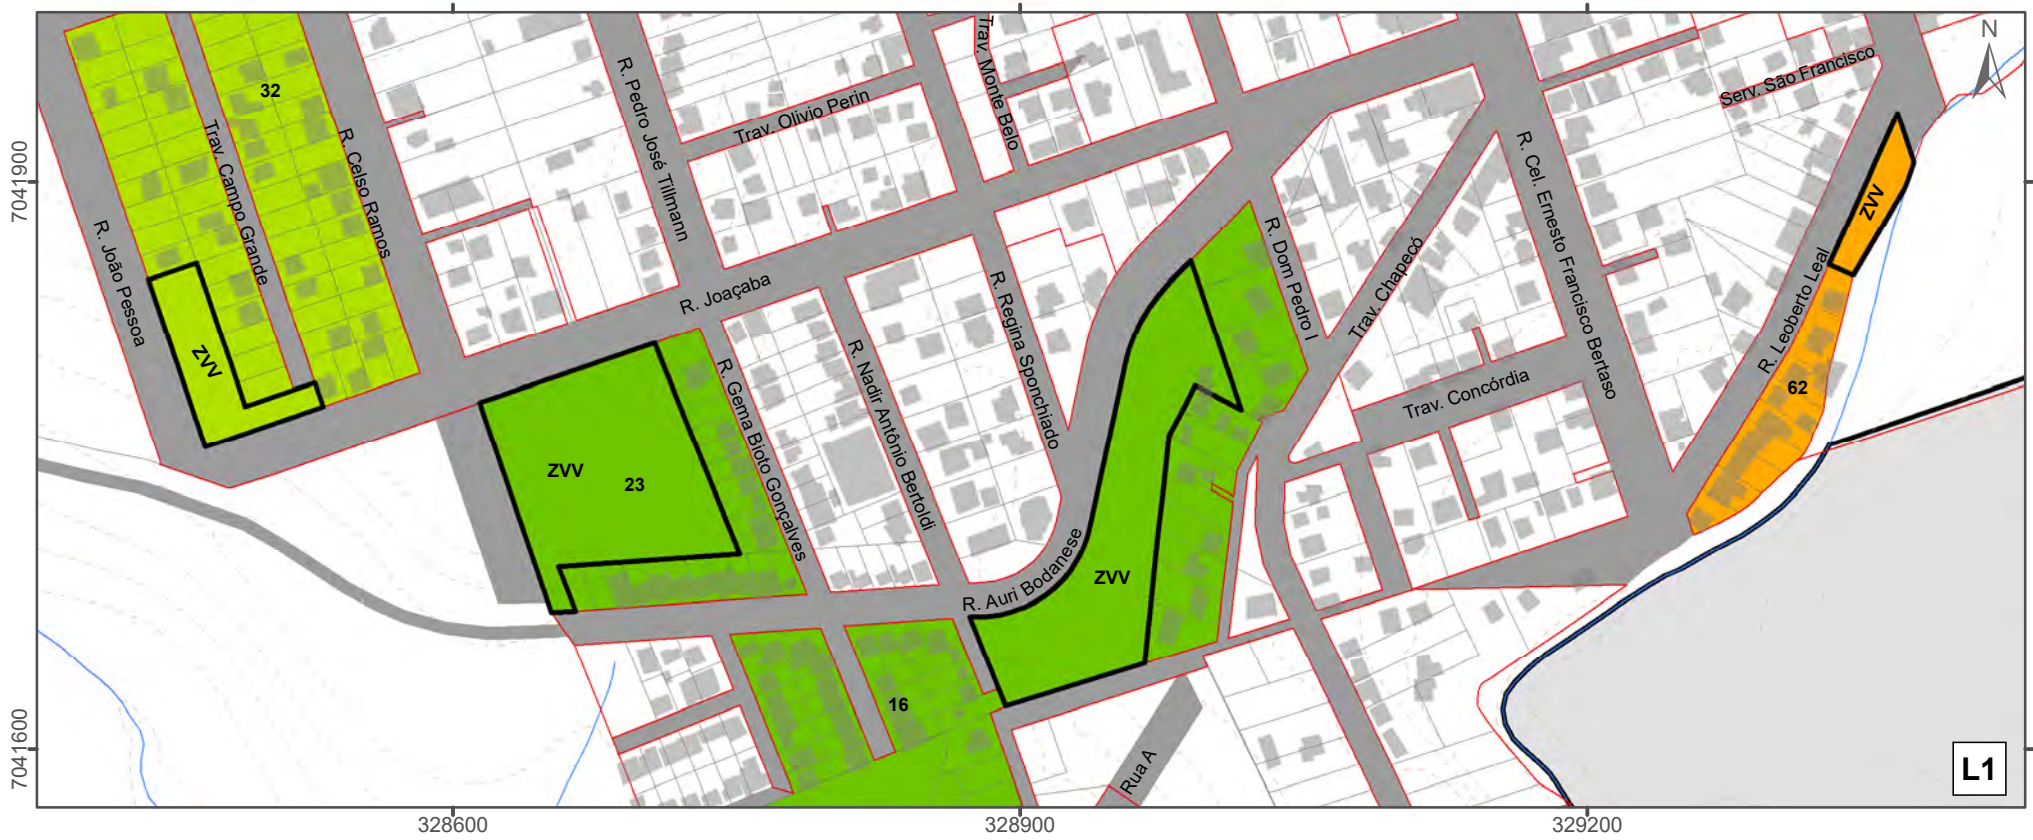 N
32
Trav. Monte Belo
R. Pedro José Tillmann
Trav. Olivio Perin
Serv. São Francisco
Trav. Campo Grande
R. Celso Ramos
R. Cel. Ernesto Francisco Bertaso
7041900
R. João Pessoa
ZVV
R. Dom Pedro I
Trav. Chapecó
R. Joaçaba
R. Regina Sponchiado
R. Leoberto Leal
ZVV
R. Gema Bioto Gonçalves
R. Nadir Antônio Bertoldi
Trav. Concórdia
62
ZVV
23
R. Auri Bodanese
ZVV
16
7041600
Rua A
L1
328600
328900
329200